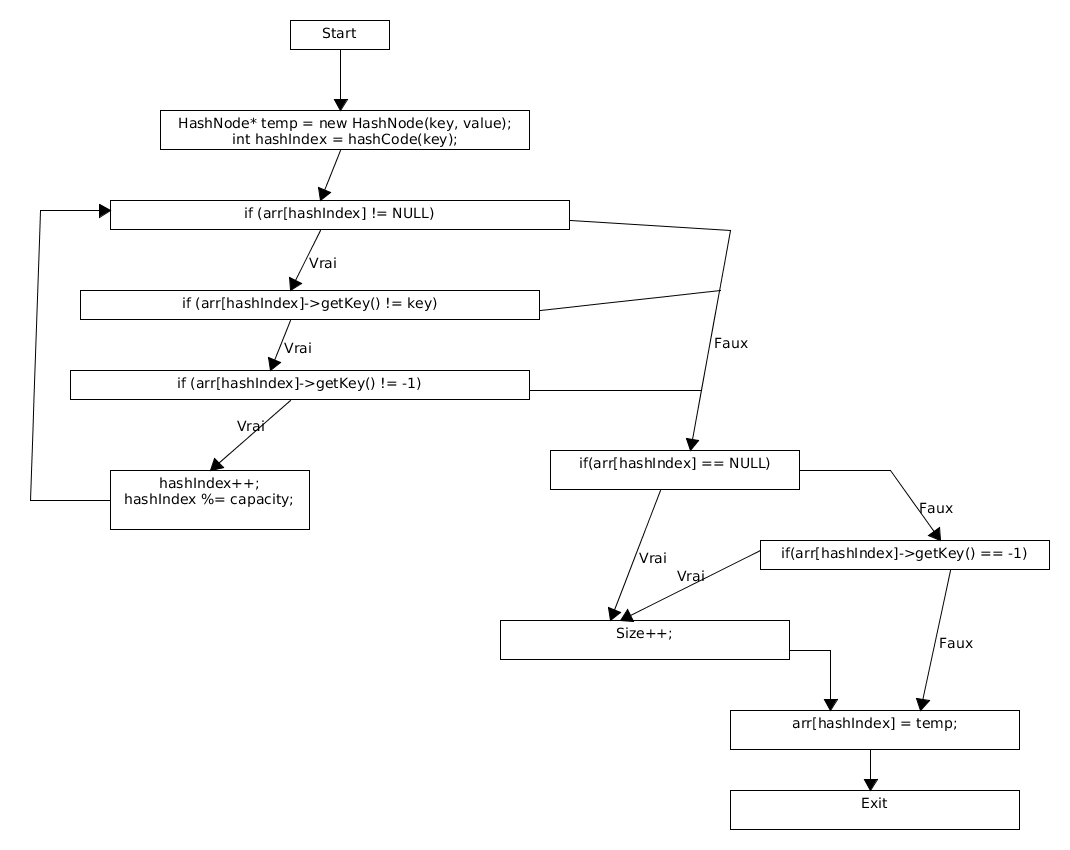 Start
HashNode* temp = new HashNode(key, value);
int hashIndex = hashCode(key);
if (arr[hashIndex] != NULL)
Vrai
if (arr[hashIndex]->getKey() != key)
Vrai
Faux
if (arr[hashIndex]->getKey() != -1)
Vrai
hashIndex++;
hashIndex %= capacity;
if(arr[hashIndex] == NULL)
Faux
if(arr[hashIndex]->getKey() == -1)
Vrai
Vrai
Size++;
Faux
arr[hashIndex] = temp;
Exit